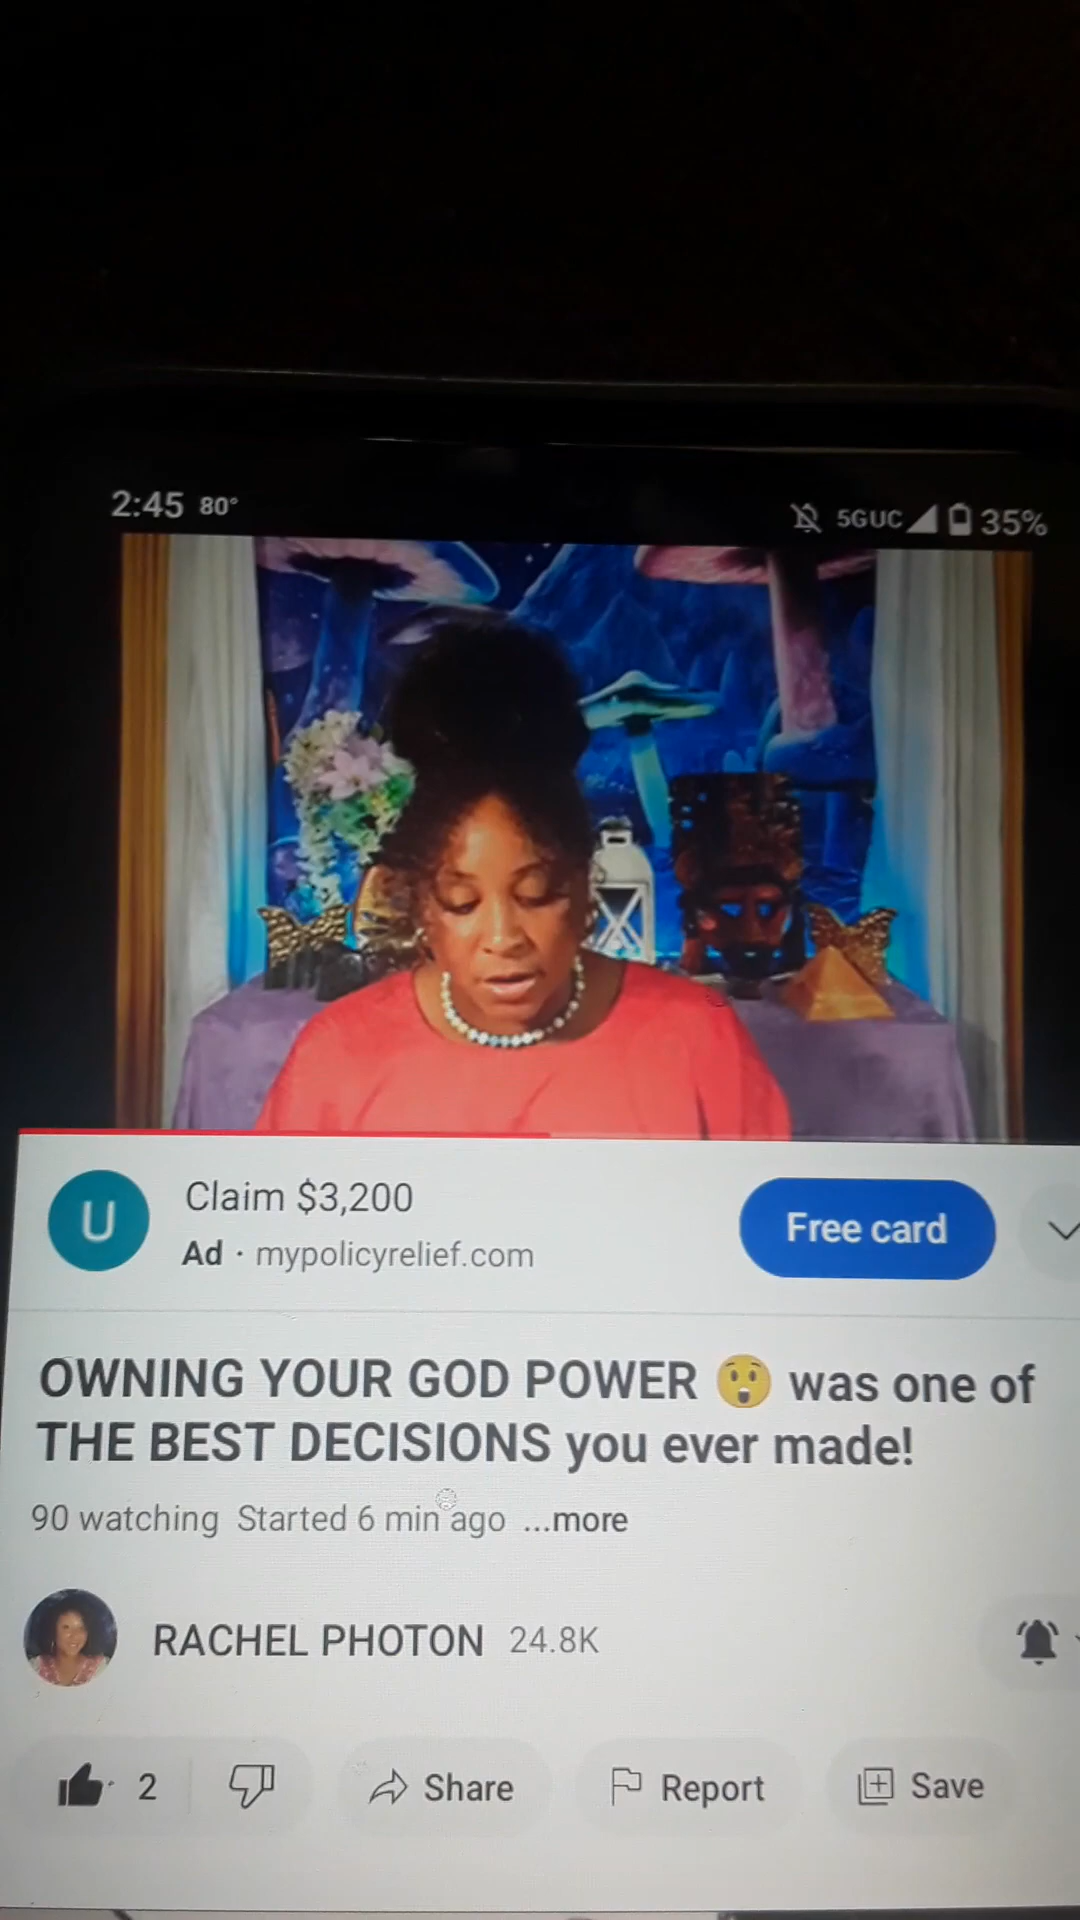 2:45 80° 5GUC 35%
U
Claim $3,200
Ad · mypolicyrelief.com
Free card
OWNING YOUR GOD POWER 😲 was one of
THE BEST DECISIONS you ever made!
90 watching Started 6 min ago ...more
RACHEL PHOTON 24.8K
2 Share Report Save